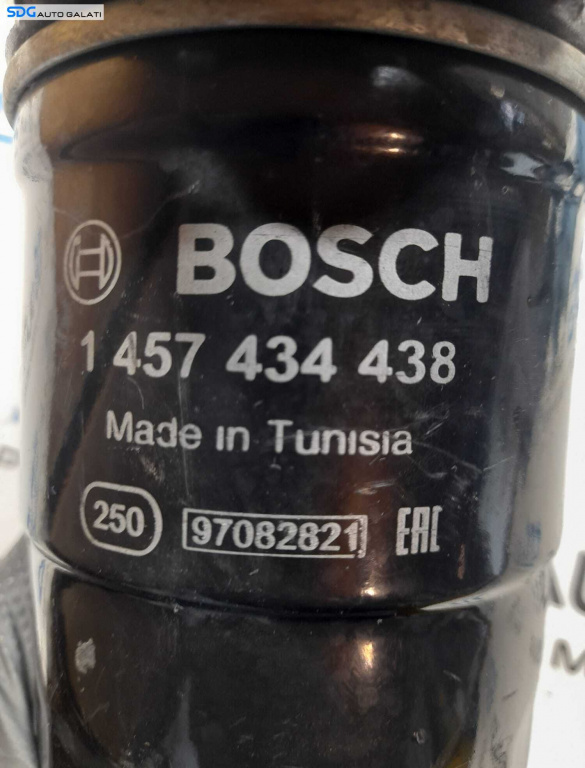 SDG AUTO GALATI
BOSCH
1 457 434 438
Made in Tunisia
250 97082821 EAC